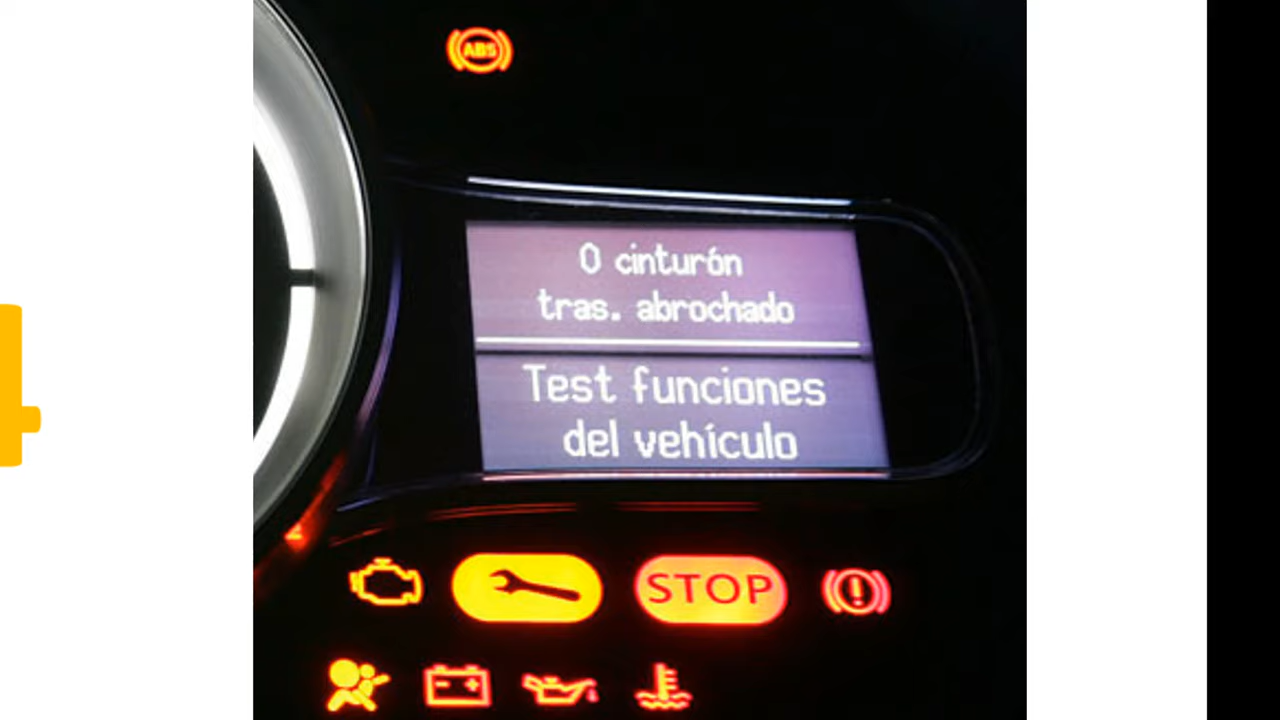 ABS
0 cinturón
tras. abrochado
Test funciones
del vehículo
STOP